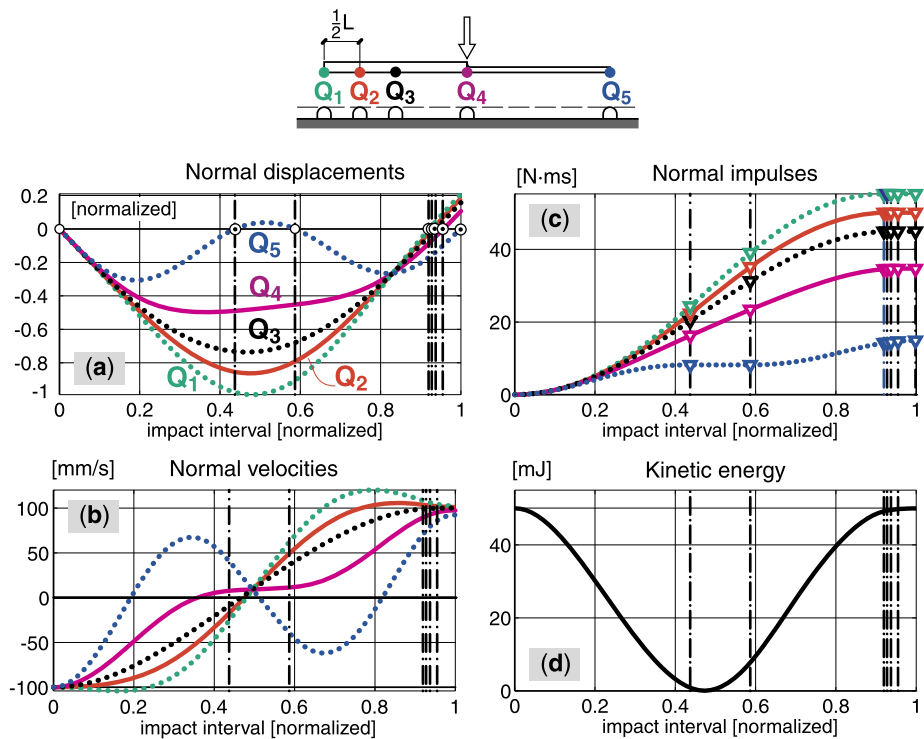 ½L
Q1 Q2 Q3 Q4 Q5
Normal displacements
[normalized]
0.2
0
-0.2
-0.4
-0.6
-0.8
-1
Q5
Q4
Q3
Q1
Q2
(a)
0 0.2 0.4 0.6 0.8 1
impact interval [normalized]
[N·ms]
Normal impulses
(c)
40
20
0
0 0.2 0.4 0.6 0.8 1
impact interval [normalized]
[mm/s]
Normal velocities
(b)
100
50
0
-50
-100
0 0.2 0.4 0.6 0.8 1
impact interval [normalized]
[mJ]
Kinetic energy
40
20
0
(d)
0 0.2 0.4 0.6 0.8 1
impact interval [normalized]